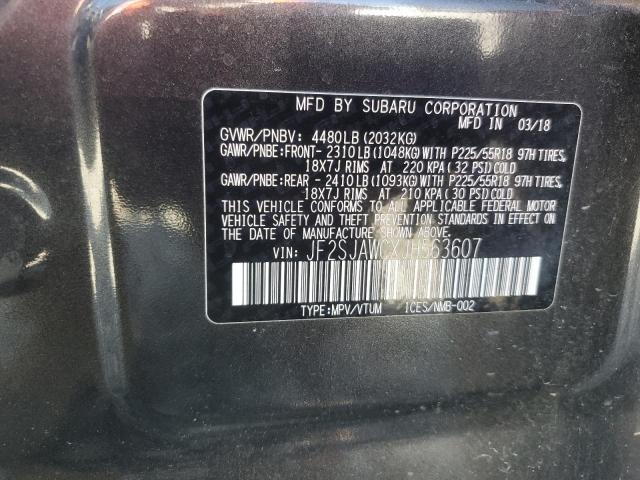 MFD BY SUBARU CORPORATION
MFD IN 03/18
GVWR/PNBV: 4480LB(2032KG)
GAWR/PNBE:FRONT-2310LB(1048KG)WITH P225/55R18 97H TIRES,
18X7J RIMS AT 220 KPA(32 PSI)COLD
GAWR/PNBE:REAR -2410LB(1093KG)WITH P225/55R18 97H TIRES,
18X7J RIMS AT 210 KPA(30 PSI)COLD
THIS VEHICLE CONFORMS TO ALL APPLICABLE FEDERAL MOTOR
VEHICLE SAFETY AND THEFT PREVENTION STANDARDS IN EFFECT ON
THE DATE OF MANUFACTURE SHOWN ABOVE.
VIN: JF2SJAWCXJH563607
TYPE:MPV/VTUM ICES/NMB-002